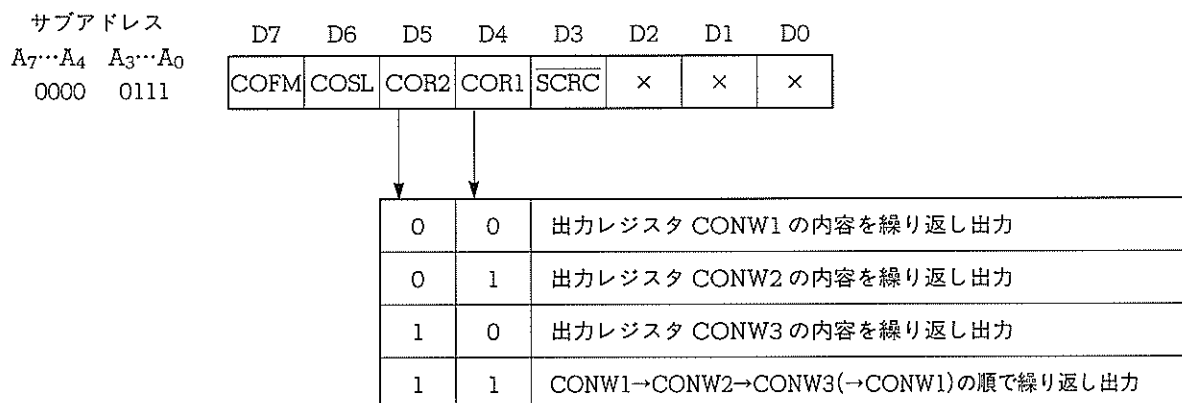 サブアドレス
A7…A4 A3…A0 D7 D6 D5 D4 D3 D2 D1 D0
0000 0111 COFM COSL COR2 COR1 SCRC × × ×
0 0 出力レジスタ CONW1 の内容を繰り返し出力
0 1 出力レジスタ CONW2 の内容を繰り返し出力
1 0 出力レジスタ CONW3 の内容を繰り返し出力
1 1 CONW1→CONW2→CONW3(→CONW1)の順で繰り返し出力